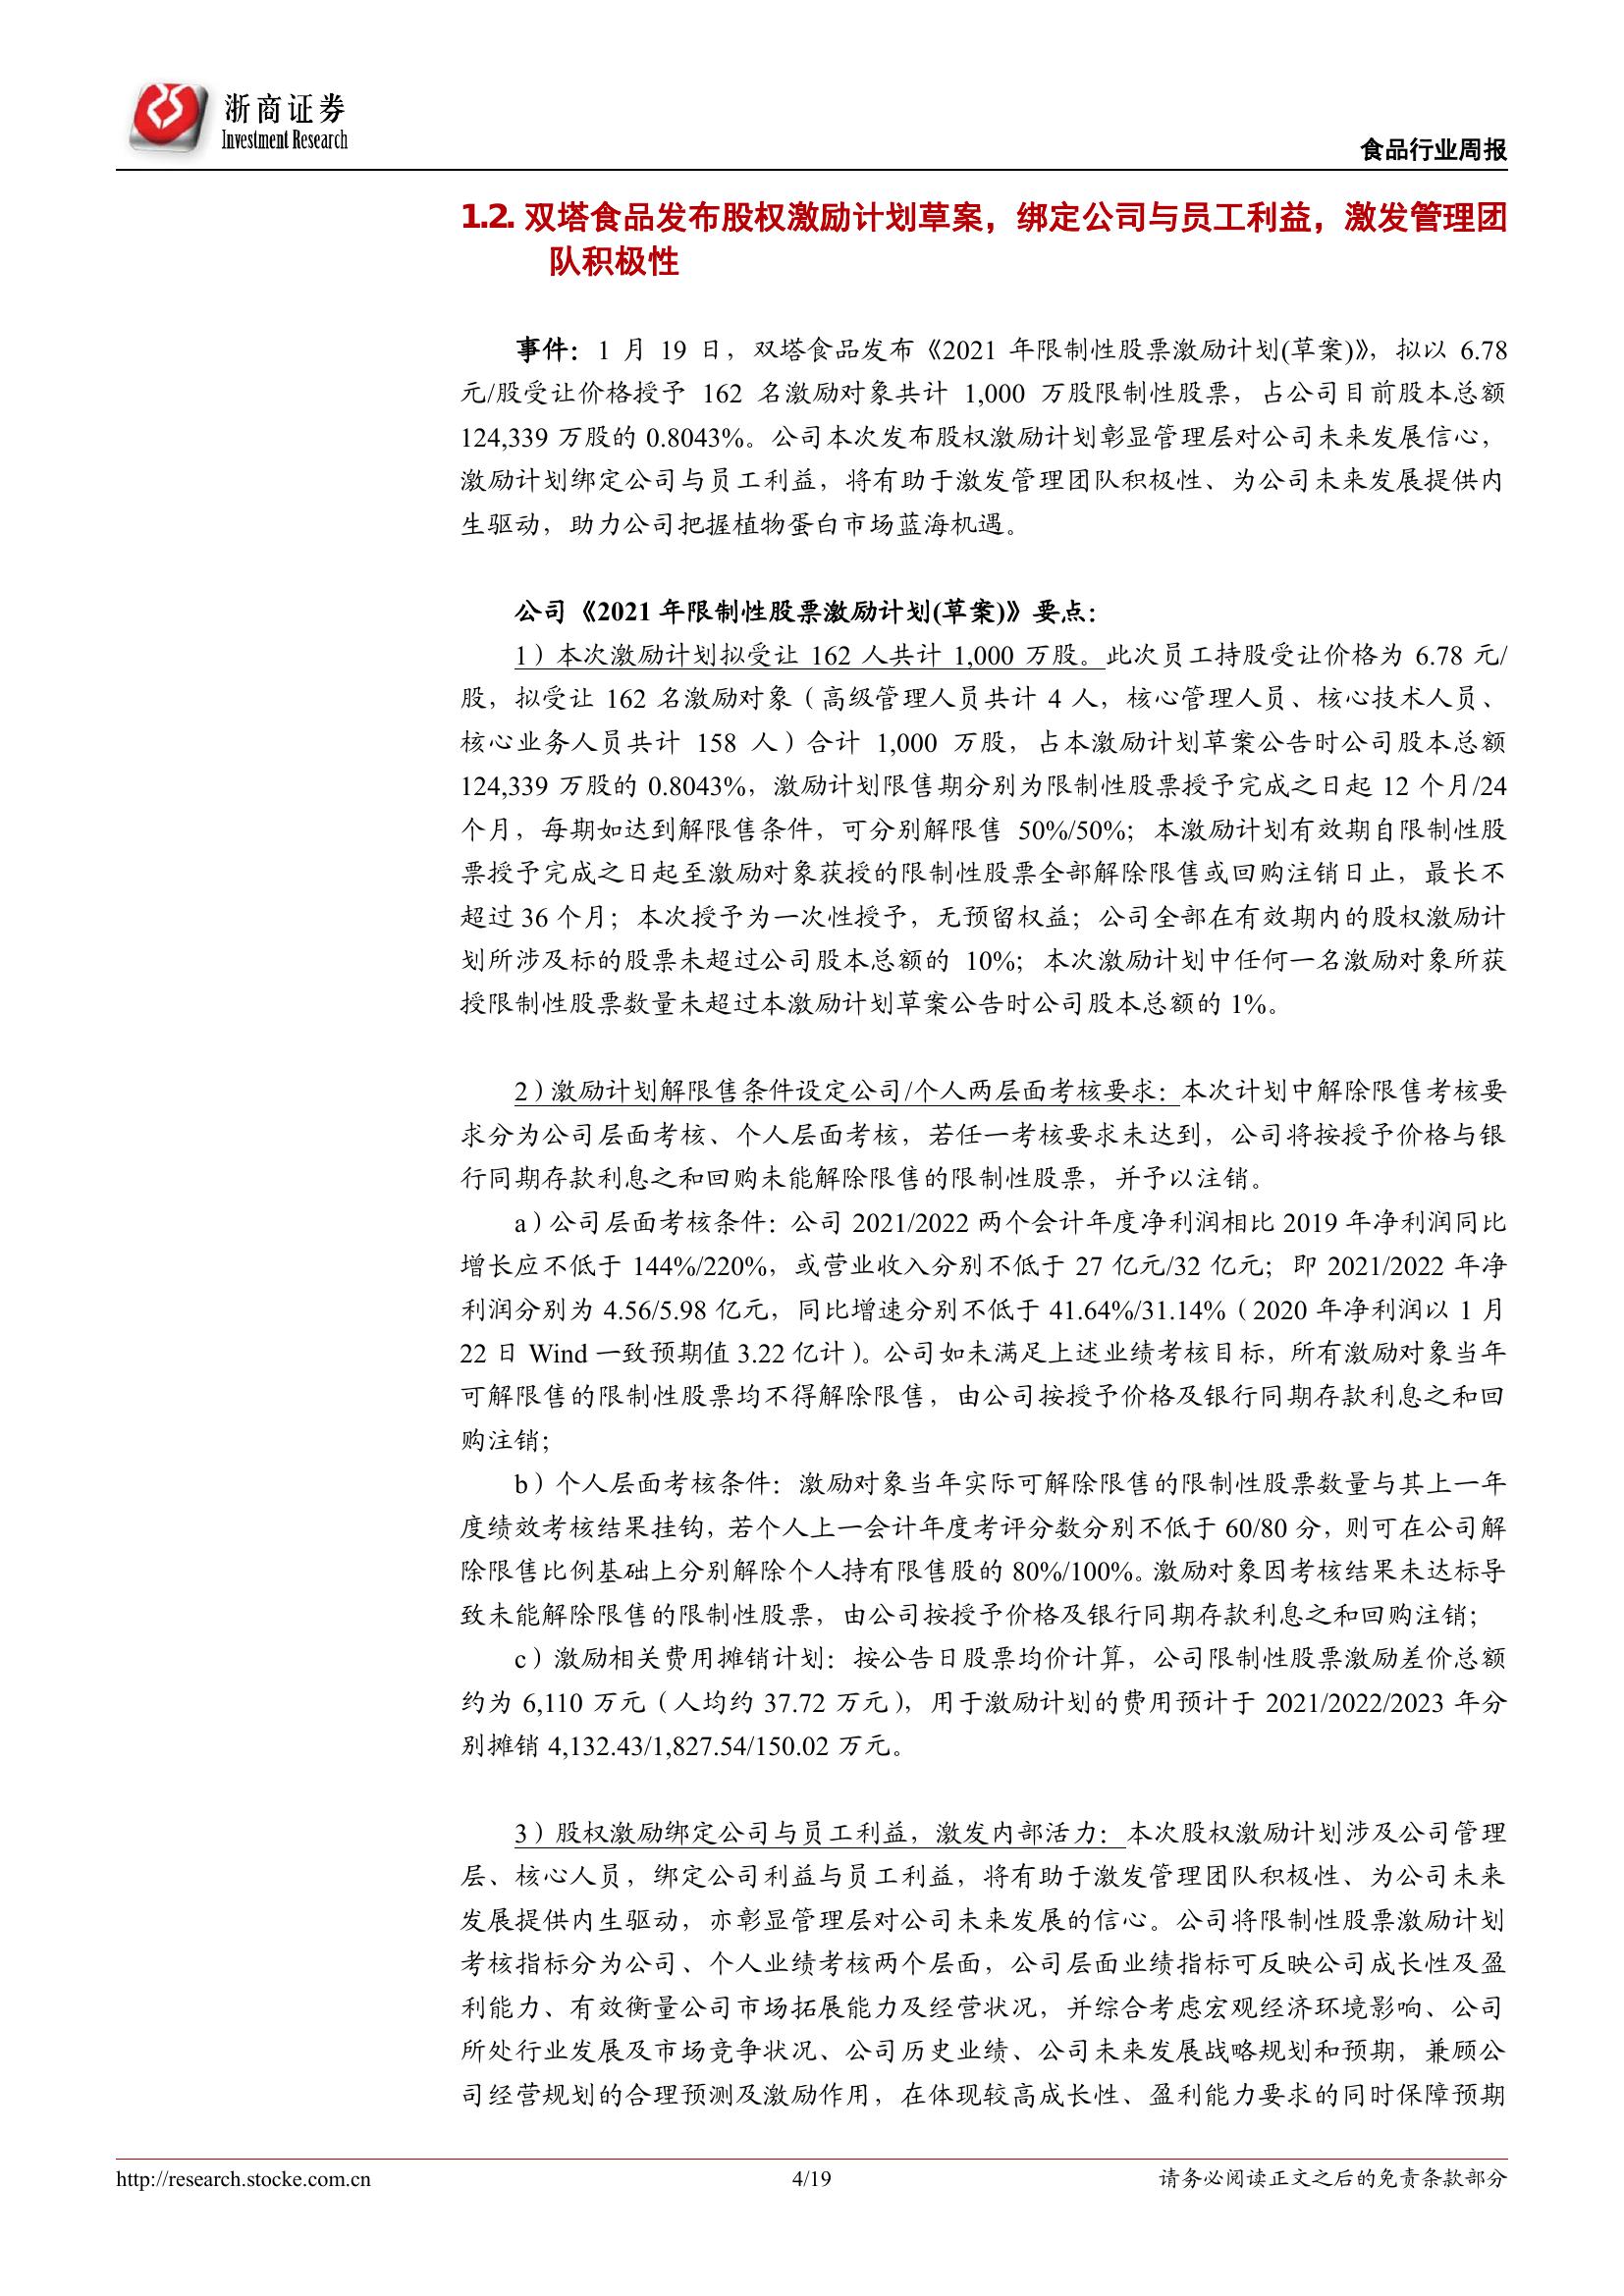 浙商证券
Investment Research
食品行业周报
1.2. 双塔食品发布股权激励计划草案，绑定公司与员工利益，激发管理团
队积极性
事件：1 月 19 日，双塔食品发布《2021 年限制性股票激励计划(草案)》，拟以 6.78
元/股受让价格授予 162 名激励对象共计 1,000 万股限制性股票，占公司目前股本总额
124,339 万股的 0.8043%。公司本次发布股权激励计划彰显管理层对公司未来发展信心，
激励计划绑定公司与员工利益，将有助于激发管理团队积极性、为公司未来发展提供内
生驱动，助力公司把握植物蛋白市场蓝海机遇。
公司《2021 年限制性股票激励计划(草案)》要点：
1）本次激励计划拟受让 162 人共计 1,000 万股。此次员工持股受让价格为 6.78 元/
股，拟受让 162 名激励对象（高级管理人员共计 4 人，核心管理人员、核心技术人员、
核心业务人员共计 158 人）合计 1,000 万股，占本激励计划草案公告时公司股本总额
124,339 万股的 0.8043%，激励计划限售期分别为限制性股票授予完成之日起 12 个月/24
个月，每期如达到解限售条件，可分别解限售 50%/50%；本激励计划有效期自限制性股
票授予完成之日起至激励对象获授的限制性股票全部解除限售或回购注销日止，最长不
超过 36 个月；本次授予为一次性授予，无预留权益；公司全部在有效期内的股权激励计
划所涉及标的股票未超过公司股本总额的 10%；本次激励计划中任何一名激励对象所获
授限制性股票数量未超过本激励计划草案公告时公司股本总额的 1%。
2）激励计划解限售条件设定公司/个人两层面考核要求：本次计划中解除限售考核要
求分为公司层面考核、个人层面考核，若任一考核要求未达到，公司将按授予价格与银
行同期存款利息之和回购未能解除限售的限制性股票，并予以注销。
a）公司层面考核条件：公司 2021/2022 两个会计年度净利润相比 2019 年净利润同比
增长应不低于 144%/220%，或营业收入分别不低于 27 亿元/32 亿元；即 2021/2022 年净
利润分别为 4.56/5.98 亿元，同比增速分别不低于 41.64%/31.14%（2020 年净利润以 1 月
22 日 Wind 一致预期值 3.22 亿计）。公司如未满足上述业绩考核目标，所有激励对象当年
可解限售的限制性股票均不得解除限售，由公司按授予价格及银行同期存款利息之和回
购注销；
b）个人层面考核条件：激励对象当年实际可解除限售的限制性股票数量与其上一年
度绩效考核结果挂钩，若个人上一会计年度考评分数分别不低于 60/80 分，则可在公司解
除限售比例基础上分别解除个人持有限售股的 80%/100%。激励对象因考核结果未达标导
致未能解除限售的限制性股票，由公司按授予价格及银行同期存款利息之和回购注销；
c）激励相关费用摊销计划：按公告日股票均价计算，公司限制性股票激励差价总额
约为 6,110 万元（人均约 37.72 万元），用于激励计划的费用预计于 2021/2022/2023 年分
别摊销 4,132.43/1,827.54/150.02 万元。
3）股权激励绑定公司与员工利益，激发内部活力：本次股权激励计划涉及公司管理
层、核心人员，绑定公司利益与员工利益，将有助于激发管理团队积极性、为公司未来
发展提供内生驱动，亦彰显管理层对公司未来发展的信心。公司将限制性股票激励计划
考核指标分为公司、个人业绩考核两个层面，公司层面业绩指标可反映公司成长性及盈
利能力、有效衡量公司市场拓展能力及经营状况，并综合考虑宏观经济环境影响、公司
所处行业发展及市场竞争状况、公司历史业绩、公司未来发展战略规划和预期，兼顾公
司经营规划的合理预测及激励作用，在体现较高成长性、盈利能力要求的同时保障预期
http://research.stocke.com.cn
4/19
请务必阅读正文之后的免责条款部分